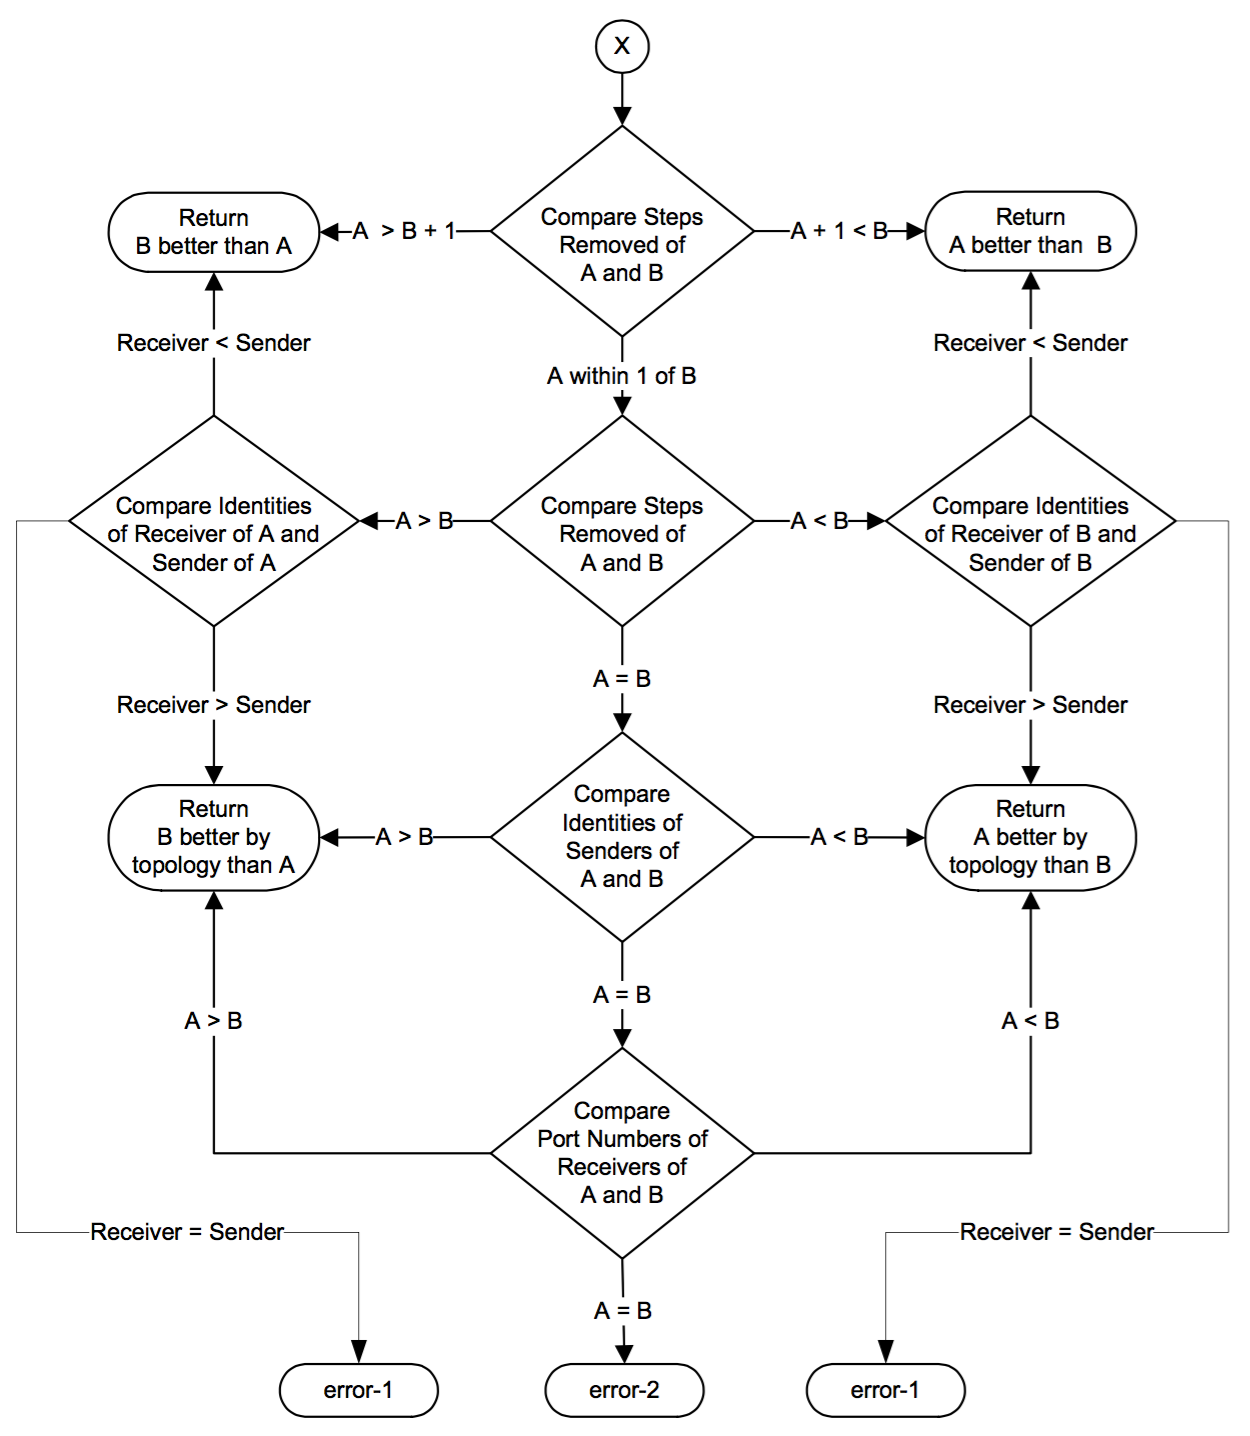 X
Return
B better than A
A > B + 1
Compare Steps
Removed of
A and B
A + 1 < B
Return
A better than B
Receiver < Sender
Receiver < Sender
A within 1 of B
Compare Identities
of Receiver of A and
Sender of A
A > B
Compare Steps
Removed of
A and B
A < B
Compare Identities
of Receiver of B and
Sender of B
A = B
Receiver > Sender
Receiver > Sender
Return
B better by
topology than A
A > B
Compare
Identities of
Senders of
A and B
A < B
Return
A better by
topology than B
A = B
A > B
A < B
Compare
Port Numbers of
Receivers of
A and B
Receiver = Sender
Receiver = Sender
A = B
error-1
error-2
error-1